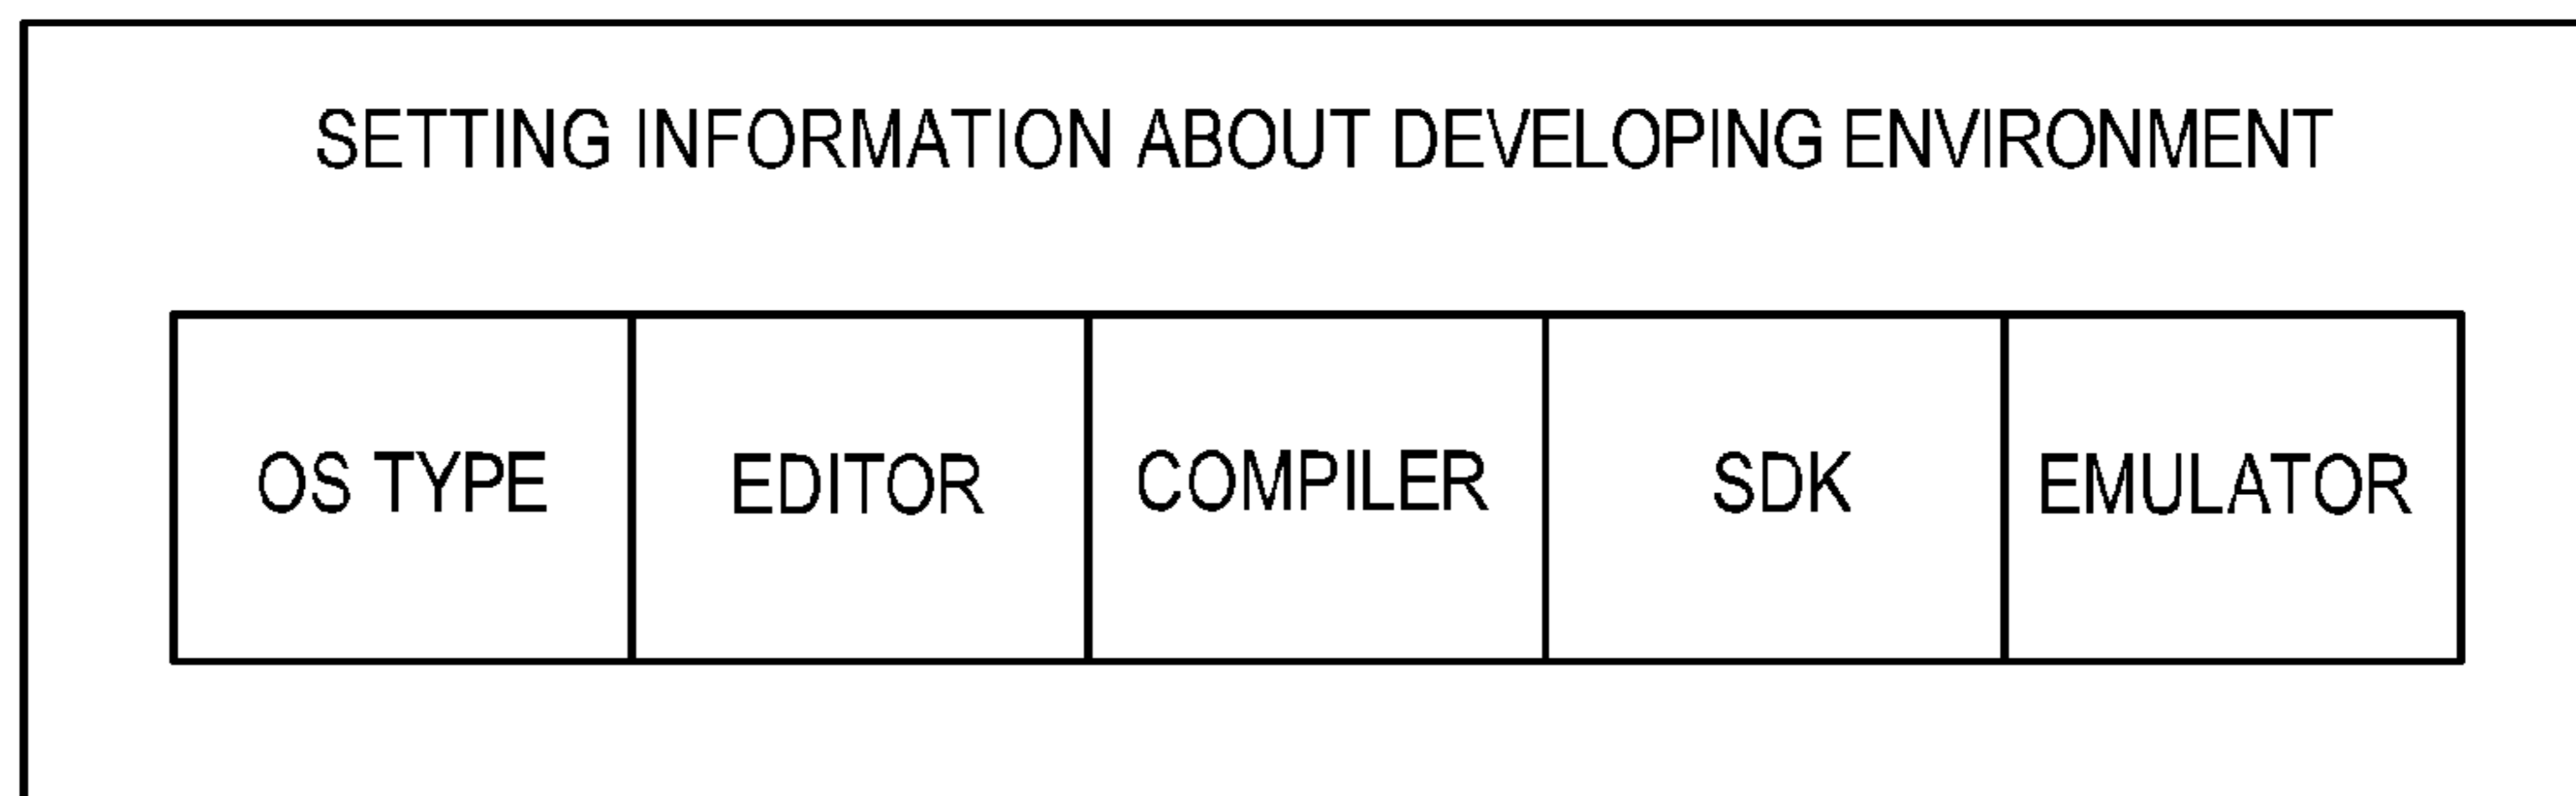 SETTING INFORMATION ABOUT DEVELOPING ENVIRONMENT
OS TYPE EDITOR COMPILER SDK EMULATOR